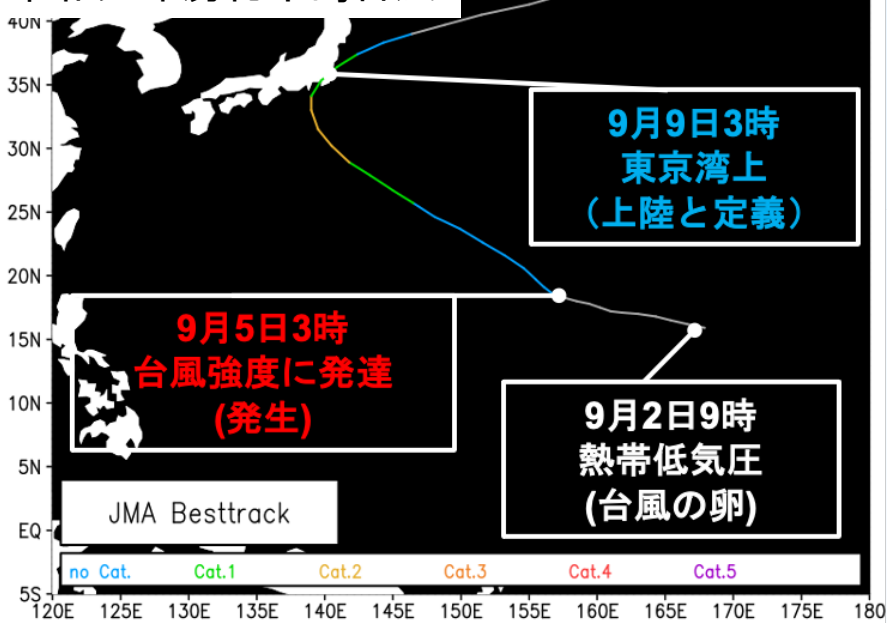 40N
35N
30N
25N
20N
15N
10N
5N
EQ
5S
9月9日3時
東京湾上
（上陸と定義）
9月5日3時
台風強度に発達
(発生)
9月2日9時
熱帯低気圧
(台風の卵)
JMA Besttrack
no Cat. Cat.1 Cat.2 Cat.3 Cat.4 Cat.5
120E 125E 130E 135E 140E 145E 150E 155E 160E 165E 170E 175E 180